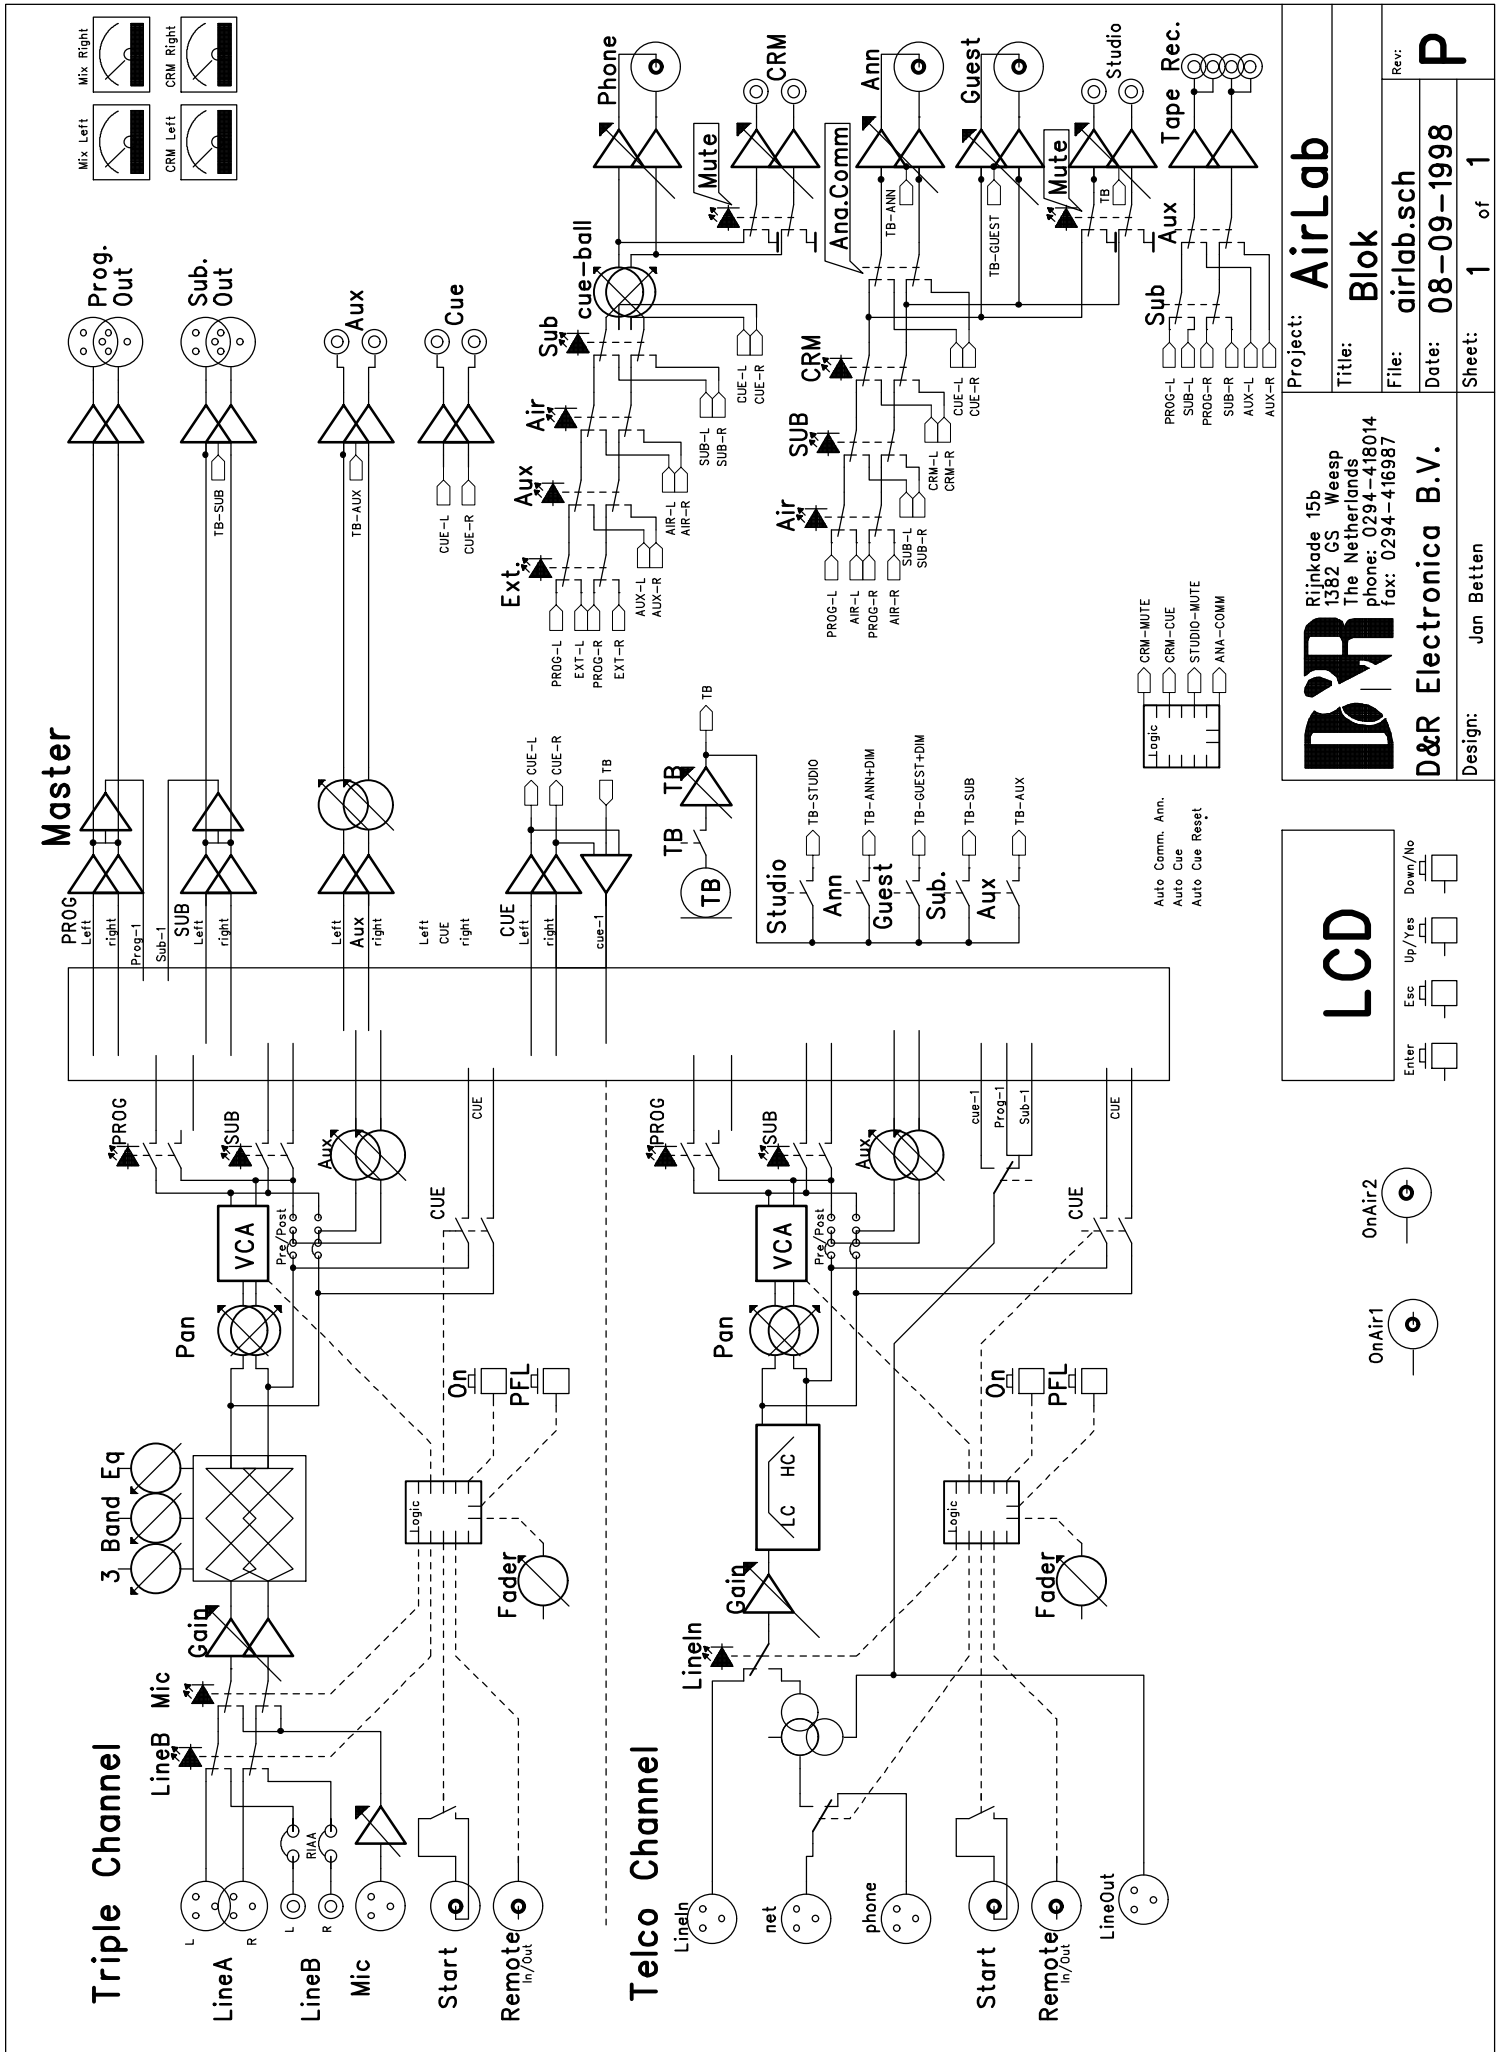 Triple Channel
LineA
L
R
LineB
L
R
RIAA
Mic
Start
Remote
In/Out
LineB
Mic
Gain
3 Band Eq
Pan
VCA
Pre/Post
PROG
SUB
Aux
CUE
CUE
Logic
On
PFL
Fader
Telco Channel
LineIn
net
phone
Start
Remote
In/Out
LineOut
LineIn
Gain
LC
HC
Pan
VCA
Pre/Post
PROG
SUB
Aux
cue-1
Prog-1
Sub-1
CUE
CUE
Logic
On
PFL
Fader
Master
PROG
Left
right
Prog-1
Sub-1
SUB
Left
right
Left
Aux
right
Left
CUE
right
CUE
Left
right
cue-1
CUE-L
CUE-R
TB
TB
TB
TB
TB
Studio
TB-STUDIO
Ann
TB-ANN+DIM
Guest
TB-GUEST+DIM
Sub.
TB-SUB
Aux
TB-AUX
Prog.
Out
Sub.
Out
TB-SUB
Aux
TB-AUX
Cue
CUE-L
CUE-R
Mix Left
Mix Right
CRM Left
CRM Right
Ext.
Aux
Air
Sub
cue-ball
PROG-L
EXT-L
PROG-R
EXT-R
AUX-L
AUX-R
AIR-L
AIR-R
SUB-L
SUB-R
CUE-L
CUE-R
Phone
Mute
CRM
Air
SUB
CRM
Ana.Comm
PROG-L
AIR-L
PROG-R
AIR-R
SUB-L
SUB-R
CRM-L
CRM-R
CUE-L
CUE-R
TB-ANN
Ann
TB-GUEST
Guest
Mute
TB
Studio
Sub
Aux
Tape Rec.
PROG-L
SUB-L
PROG-R
SUB-R
AUX-L
AUX-R
Auto Comm. Ann.
Auto Cue
Auto Cue Reset
Logic
CRM-MUTE
CRM-CUE
STUDIO-MUTE
ANA-COMM
OnAir1
OnAir2
LCD
Enter
Esc
Up/Yes
Down/No
D&R
Rijnkade 15b
1382 GS Weesp
The Netherlands
phone: 0294-418014
fax: 0294-416987
D&R Electronica B.V.
Design: Jan Betten
Project: AirLab
Title: Blok
File: airlab.sch
Rev: P
Date: 08-09-1998
Sheet: 1 of 1